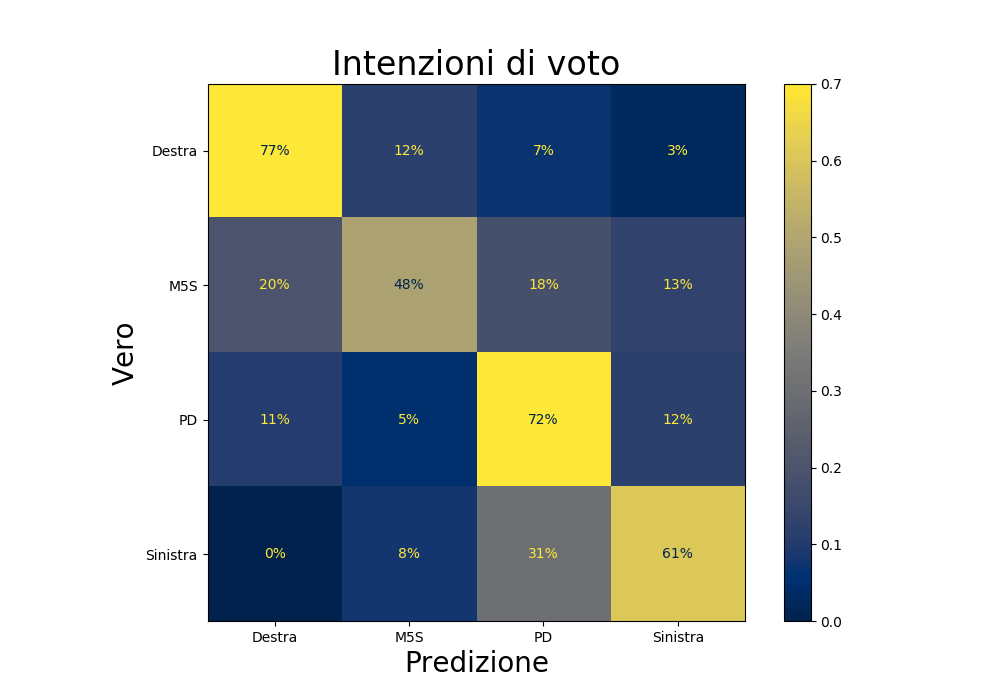 Intenzioni di voto
Vero
Destra 77% 12% 7% 3%
M5S 20% 48% 18% 13%
PD 11% 5% 72% 12%
Sinistra 0% 8% 31% 61%
Destra M5S PD Sinistra
Predizione
0.7
0.6
0.5
0.4
0.3
0.2
0.1
0.0